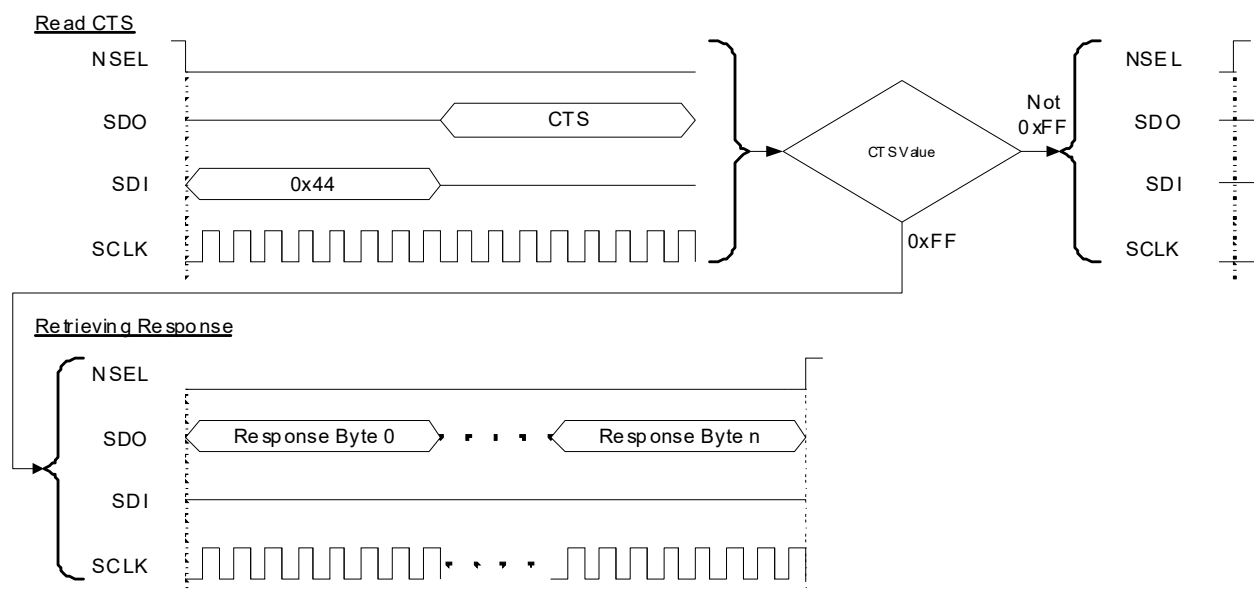 Read CTS
NSEL
SDO
CTS
SDI
0x44
SCLK
CTS Value
0xFF
Not
0xFF
NSEL
SDO
SDI
SCLK
Retrieving Response
NSEL
SDO
Response Byte 0
Response Byte n
SDI
SCLK